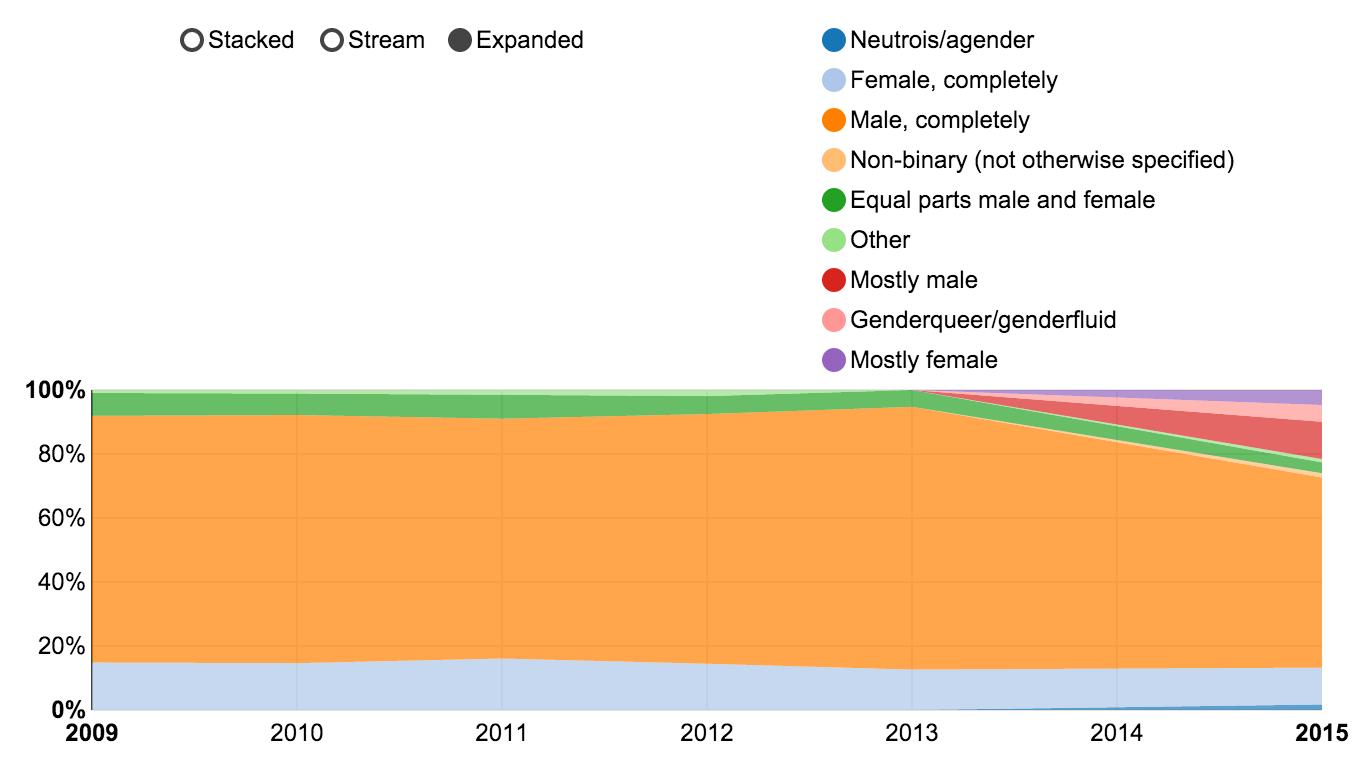 Stacked Stream Expanded
Neutrois/agender
Female, completely
Male, completely
Non-binary (not otherwise specified)
Equal parts male and female
Other
Mostly male
Genderqueer/genderfluid
Mostly female
100%
80%
60%
40%
20%
0%
2009 2010 2011 2012 2013 2014 2015